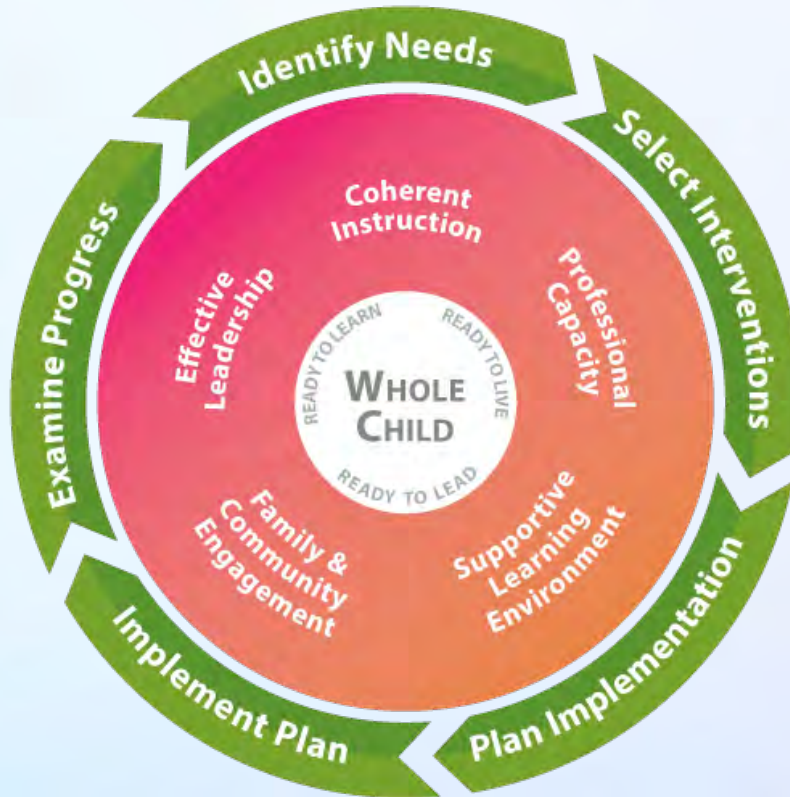 Identify Needs
Select Interventions
Plan Implementation
Implement Plan
Examine Progress
Coherent
Instruction
Professional
Capacity
Supportive
Learning
Environment
Family &
Community
Engagement
Effective
Leadership
READY TO LEARN
READY TO LIVE
READY TO LEAD
WHOLE
CHILD